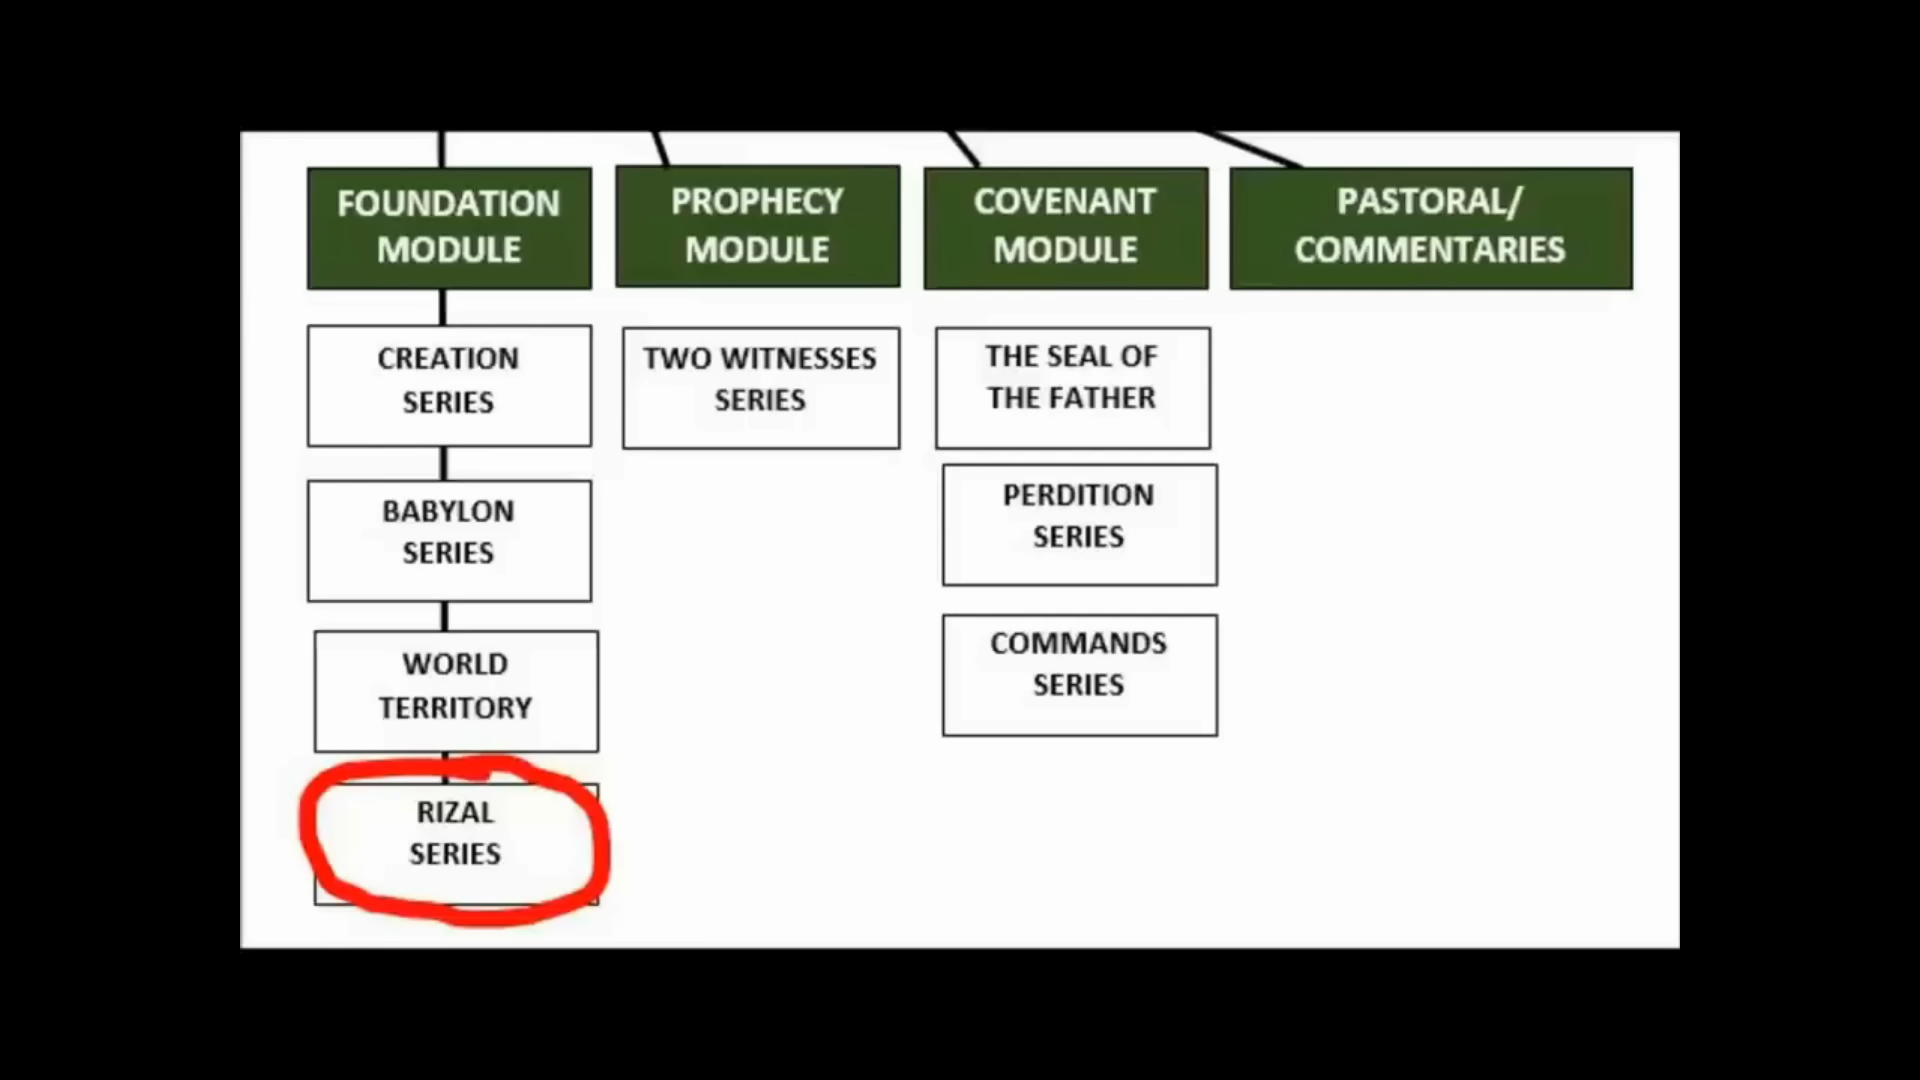 FOUNDATION
MODULE
PROPHECY
MODULE
COVENANT
MODULE
PASTORAL/
COMMENTARIES
CREATION
SERIES
TWO WITNESSES
SERIES
THE SEAL OF
THE FATHER
BABYLON
SERIES
PERDITION
SERIES
WORLD
TERRITORY
COMMANDS
SERIES
RIZAL
SERIES